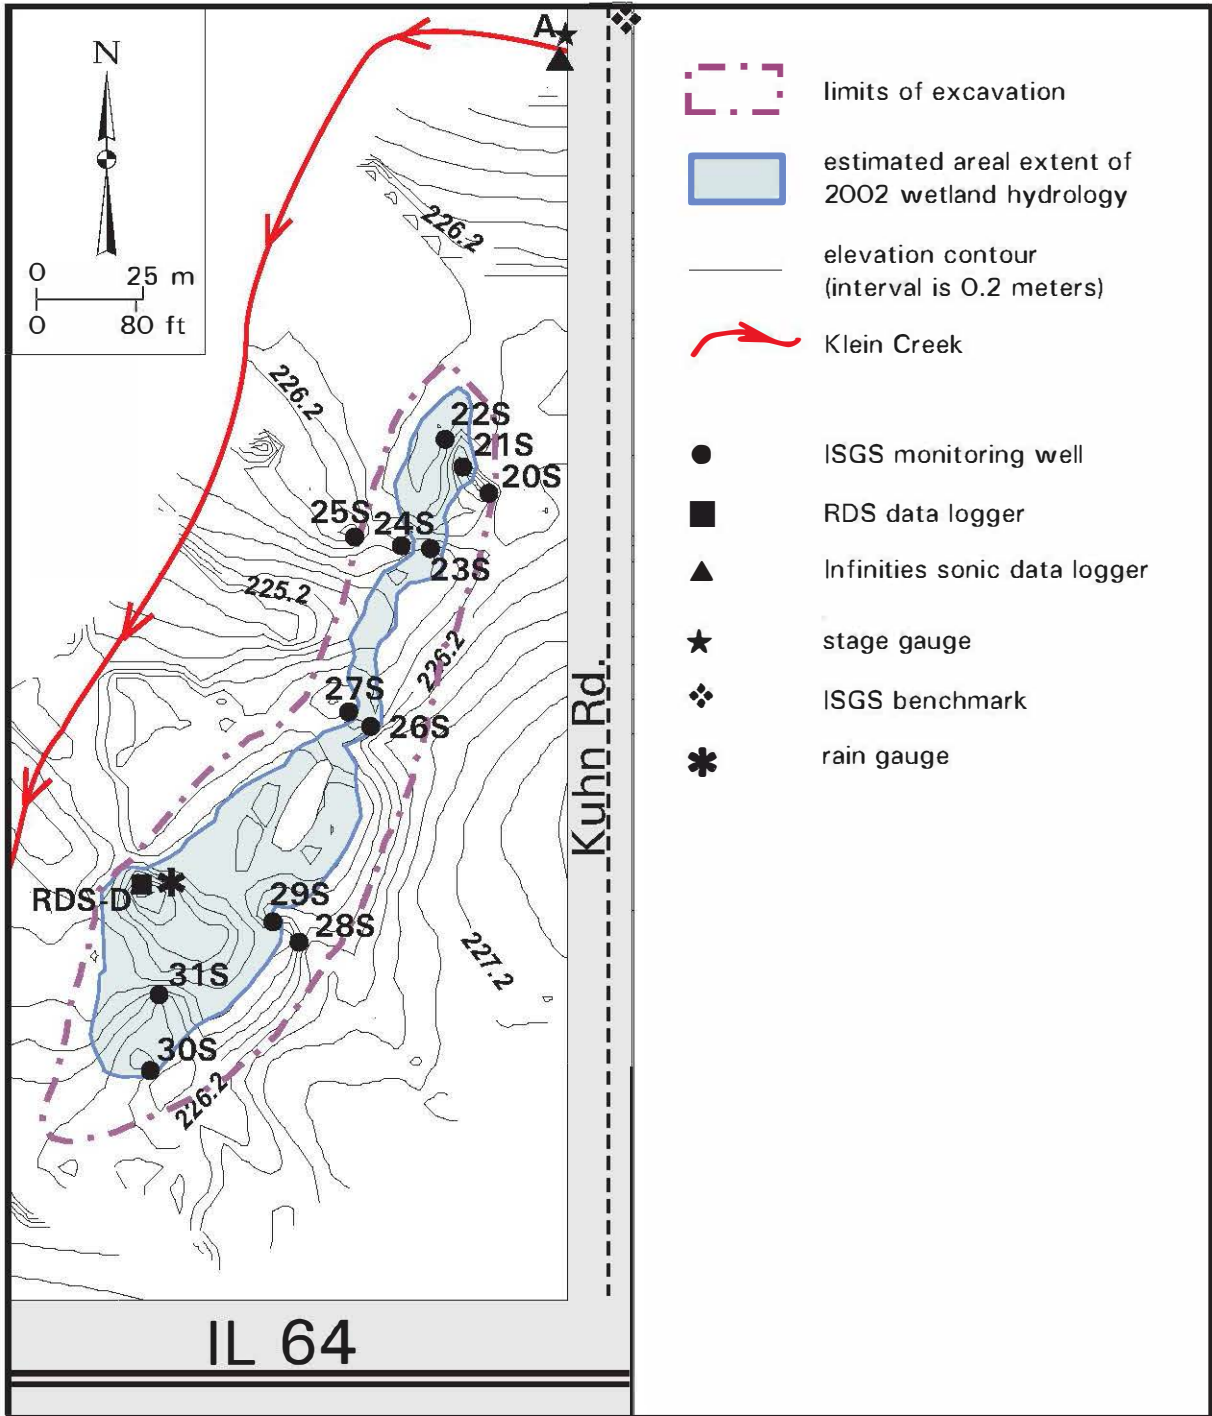 A
N
0 25 m
0 80 ft
226.2
226.2
22S
21S
20S
25S
24S
23S
225.2
226.2
27S
26S
Kuhn Rd.
RDS-D
29S
28S
227.2
31S
30S
226.2
IL 64
limits of excavation
estimated areal extent of
2002 wetland hydrology
elevation contour
(interval is 0.2 meters)
Klein Creek
ISGS monitoring well
RDS data logger
Infinities sonic data logger
stage gauge
ISGS benchmark
rain gauge